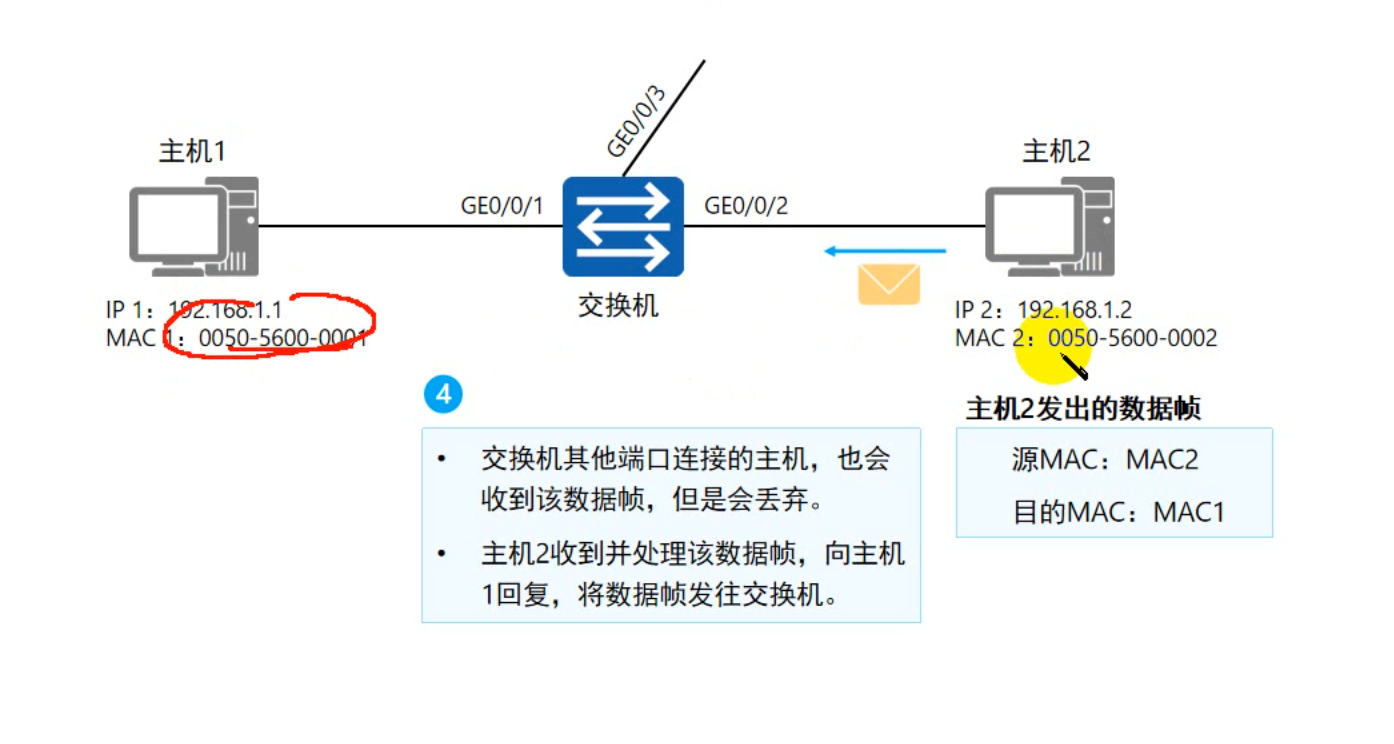 GE0/0/3
主机1
主机2
GE0/0/1
GE0/0/2
交换机
IP 1：192.168.1.1
MAC 1：0050-5600-0001
IP 2：192.168.1.2
MAC 2：0050-5600-0002
4
• 交换机其他端口连接的主机，也会
收到该数据帧，但是会丢弃。
• 主机2收到并处理该数据帧，向主机
1回复，将数据帧发往交换机。
主机2发出的数据帧
源MAC：MAC2
目的MAC：MAC1